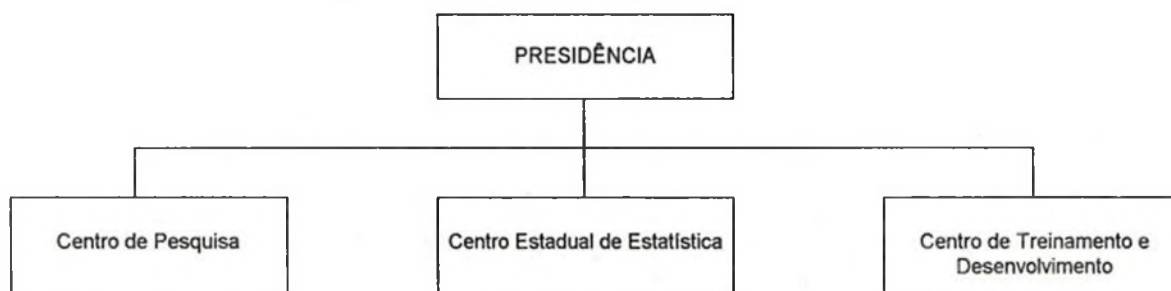 PRESIDÊNCIA
Centro de Pesquisa
Centro Estadual de Estatística
Centro de Treinamento e
Desenvolvimento